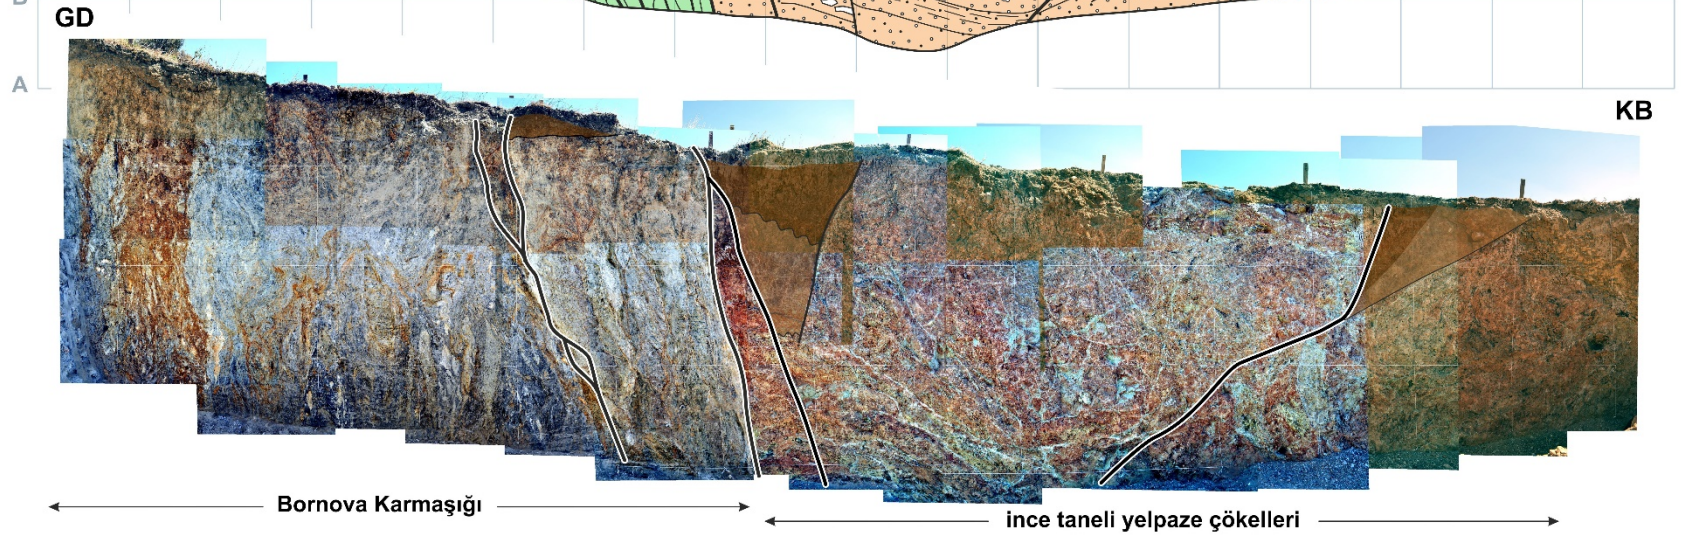 B
GD
A
KB
Bornova Karmaşığı
ince taneli yelpaze çökelleri